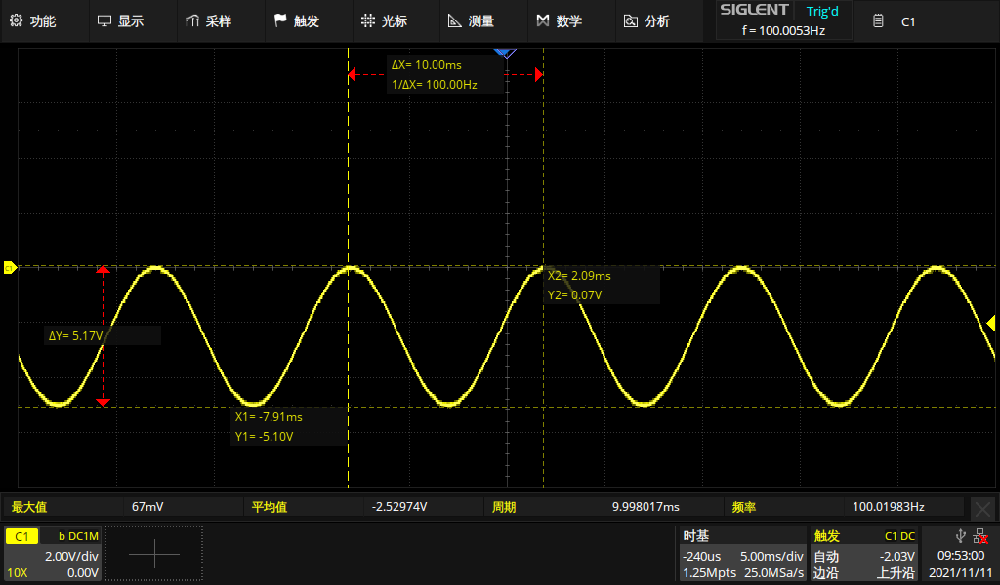 功能 显示 采样 触发 光标 测量 数学 分析 SIGLENT Trig'd C1
f = 100.0053Hz
ΔX= 10.00ms
1/ΔX= 100.00Hz
C1
X2= 2.09ms
Y2= 0.07V
ΔY= 5.17V
X1= -7.91ms
Y1= -5.10V
最大值 67mV 平均值 -2.52974V 周期 9.998017ms 频率 100.01983Hz
C1 b DC1M
2.00V/div
10X 0.00V
时基
-240us 5.00ms/div
1.25Mpts 25.0MSa/s
触发 C1 DC
自动 -2.03V
边沿 上升沿
09:53:00
2021/11/11